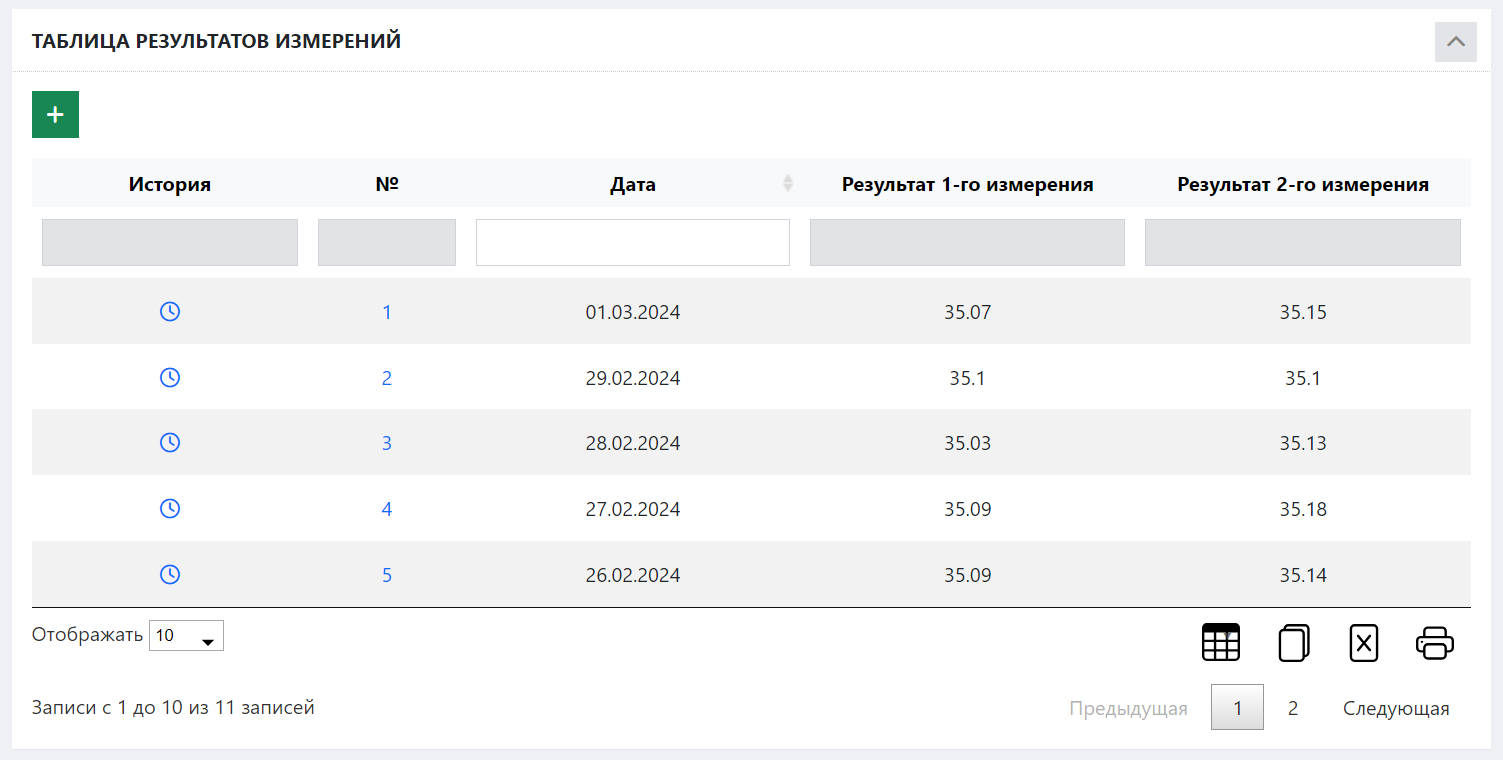 ТАБЛИЦА РЕЗУЛЬТАТОВ ИЗМЕРЕНИЙ
+
История № Дата Результат 1-го измерения Результат 2-го измерения
1 01.03.2024 35.07 35.15
2 29.02.2024 35.1 35.1
3 28.02.2024 35.03 35.13
4 27.02.2024 35.09 35.18
5 26.02.2024 35.09 35.14
Отображать 10
Записи с 1 до 10 из 11 записей Предыдущая 1 2 Следующая